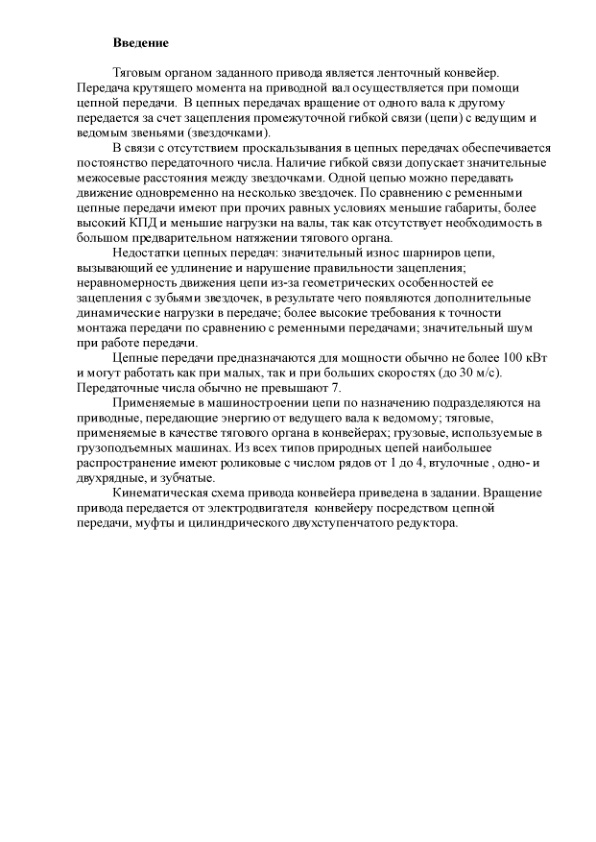 Введение
Тяговым органом заданного привода является ленточный конвейер.
Передача крутящего момента на приводной вал осуществляется при помощи
цепной передачи. В цепных передачах вращение от одного вала к другому
передается за счет зацепления промежуточной гибкой связи (цепи) с ведущим и
ведомым звеньями (звездочками).
В связи с отсутствием проскальзывания в цепных передачах обеспечивается
постоянство передаточного числа. Наличие гибкой связи допускает значительные
межосевые расстояния между звездочками. Одной цепью можно передавать
движение одновременно на несколько звездочек. По сравнению с ременными
цепные передачи имеют при прочих равных условиях меньшие габариты, более
высокий КПД и меньшие нагрузки на валы, так как отсутствует необходимость в
большом предварительном натяжении тягового органа.
Недостатки цепных передач: значительный износ шарниров цепи,
вызывающий ее удлинение и нарушение правильности зацепления;
неравномерность движения цепи из-за геометрических особенностей ее
зацепления с зубьями звездочек, в результате чего появляются дополнительные
динамические нагрузки в передаче; более высокие требования к точности
монтажа передачи по сравнению с ременными передачами; значительный шум
при работе передачи.
Цепные передачи предназначаются для мощности обычно не более 100 кВт
и могут работать как при малых, так и при больших скоростях (до 30 м/с).
Передаточные числа обычно не превышают 7.
Применяемые в машиностроении цепи по назначению подразделяются на
приводные, передающие энергию от ведущего вала к ведомому; тяговые,
применяемые в качестве тягового органа в конвейерах; грузовые, используемые в
грузоподъемных машинах. Из всех типов природных цепей наибольшее
распространение имеют роликовые с числом рядов от 1 до 4, втулочные , одно- и
двухрядные, и зубчатые.
Кинематическая схема привода конвейера приведена в задании. Вращение
привода передается от электродвигателя конвейеру посредством цепной
передачи, муфты и цилиндрического двухступенчатого редуктора.